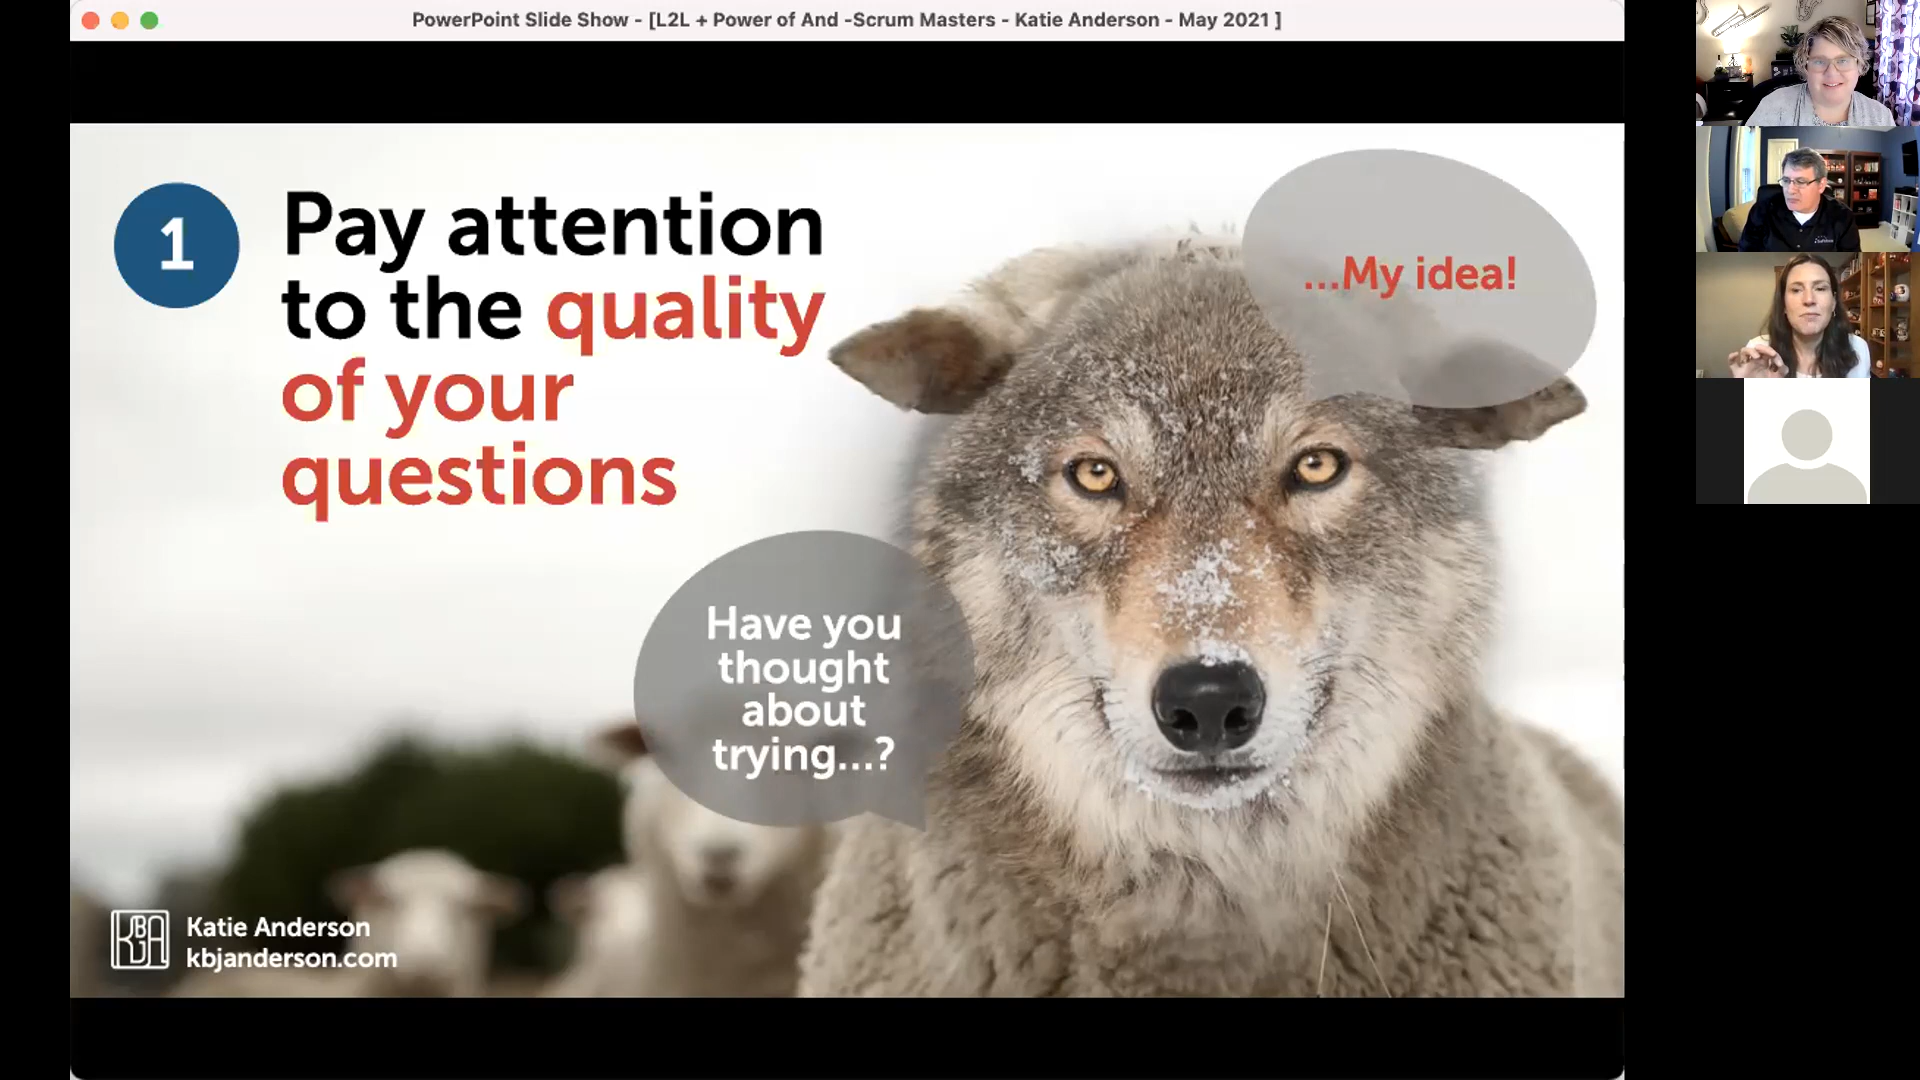 PowerPoint Slide Show - [L2L + Power of And -Scrum Masters - Katie Anderson - May 2021 ]
1
Pay attention
to the quality
of your
questions
...My idea!
Have you
thought
about
trying...?
KBJA
Katie Anderson
kbjanderson.com